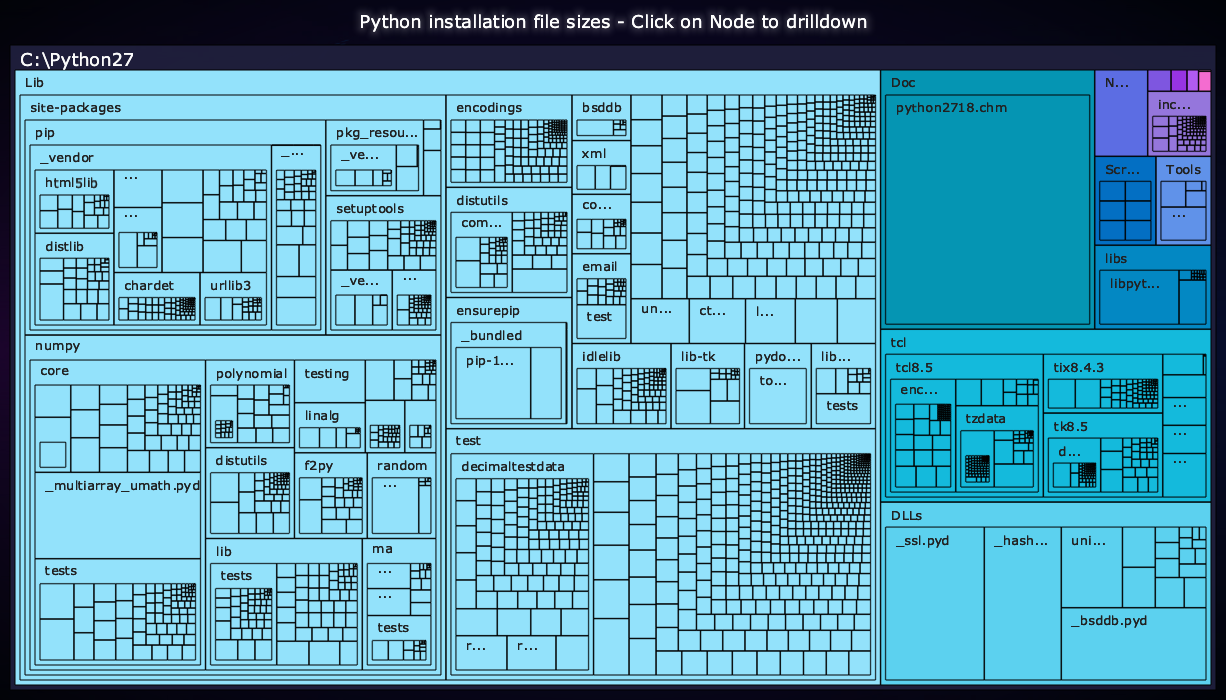 Python installation file sizes - Click on Node to drilldown
C:\Python27
Lib
site-packages
pip
_vendor
html5lib
distlib
...
...
chardet
urllib3
_...
pkg_resou...
_ve...
setuptools
_ve...
...
numpy
core
_multiarray_umath.pyd
tests
polynomial
distutils
lib
tests
testing
linalg
f2py
random
...
ma
...
...
tests
encodings
distutils
com...
ensurepip
_bundled
pip-1...
bsddb
xml
co...
email
test
un...
ct...
l...
idlelib
lib-tk
pydo...
to...
lib...
tests
test
decimaltestdata
r...
r...
Doc
python2718.chm
N...
inc...
Scr...
Tools
...
libs
libpyt...
tcl
tcl8.5
enc...
tzdata
tix8.4.3
tk8.5
d...
...
...
...
DLLs
_ssl.pyd
_hash...
uni...
_bsddb.pyd